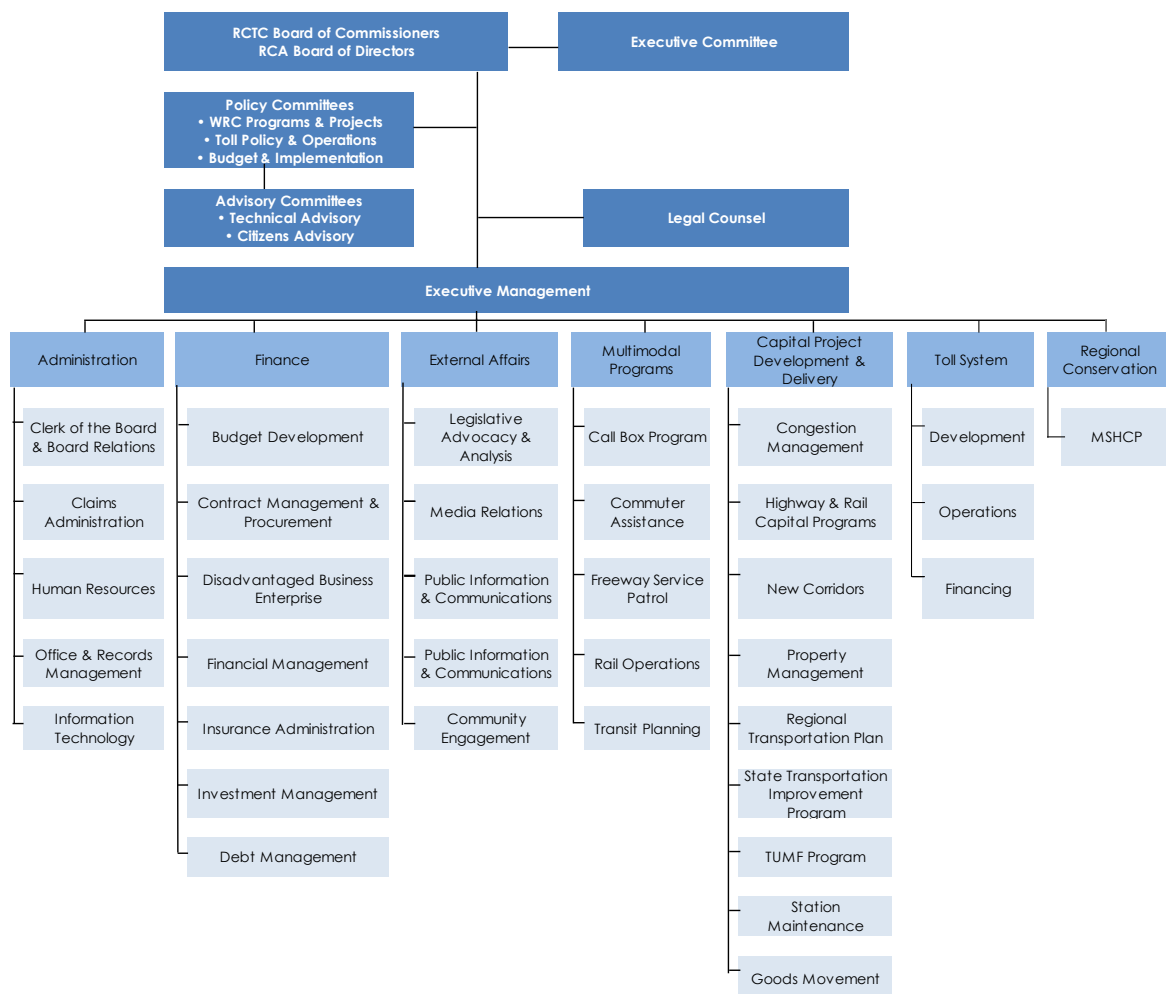 RCTC Board of Commissioners
RCA Board of Directors
Executive Committee
Policy Committees
• WRC Programs & Projects
• Toll Policy & Operations
• Budget & Implementation
Advisory Committees
• Technical Advisory
• Citizens Advisory
Legal Counsel
Executive Management
Administration
Clerk of the Board
& Board Relations
Claims
Administration
Human Resources
Office & Records
Management
Information
Technology
Finance
Budget Development
Contract Management &
Procurement
Disadvantaged Business
Enterprise
Financial Management
Insurance Administration
Investment Management
Debt Management
External Affairs
Legislative
Advocacy &
Analysis
Media Relations
Public Information
& Communications
Public Information
& Communications
Community
Engagement
Multimodal
Programs
Call Box Program
Commuter
Assistance
Freeway Service
Patrol
Rail Operations
Transit Planning
Capital Project
Development &
Delivery
Congestion
Management
Highway & Rail
Capital Programs
New Corridors
Property
Management
Regional
Transportation Plan
State Transportation
Improvement
Program
TUMF Program
Station
Maintenance
Goods Movement
Toll System
Development
Operations
Financing
Regional
Conservation
MSHCP